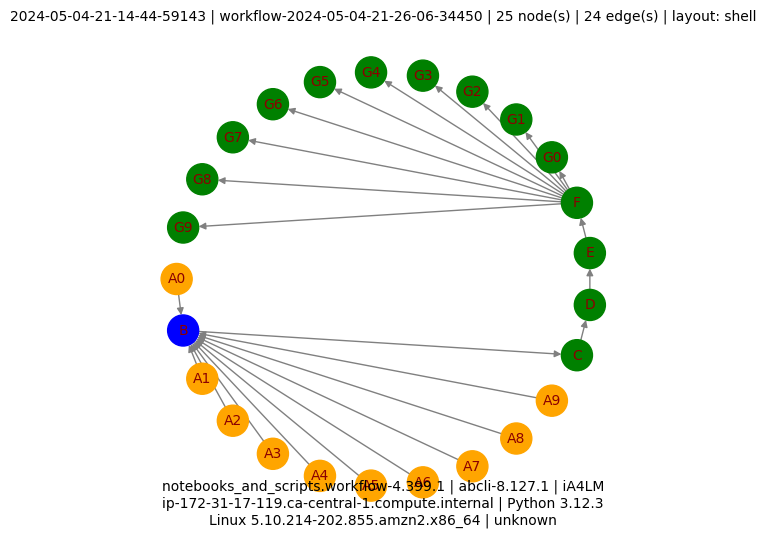 2024-05-04-21-14-44-59143 | workflow-2024-05-04-21-26-06-34450 | 25 node(s) | 24 edge(s) | layout: shell
G4
G3
G5
G2
G6
G1
G7
G0
G8
F
G9
E
A0
D
B
C
A1
A9
A2
A8
A3
A7
A4
A6
A5
notebooks_and_scripts.workflow-4.399.1 | abcli-8.127.1 | iA4LM
ip-172-31-17-119.ca-central-1.compute.internal | Python 3.12.3
Linux 5.10.214-202.855.amzn2.x86_64 | unknown